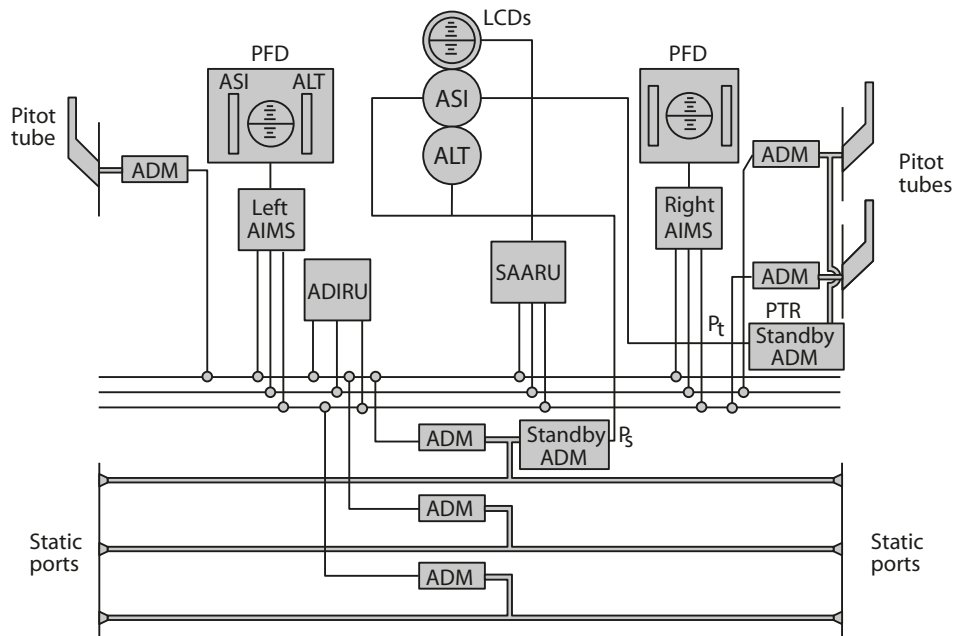 LCDs
PFD
PFD
ASI
ALT
Pitot
tube
ASI
ADM
ADM
Pitot
tubes
ALT
Left
AIMS
Right
AIMS
SAARU
ADM
ADIRU
PTR
Pt
Standby
ADM
ADM
Standby
ADM
Ps
ADM
Static
ports
Static
ports
ADM